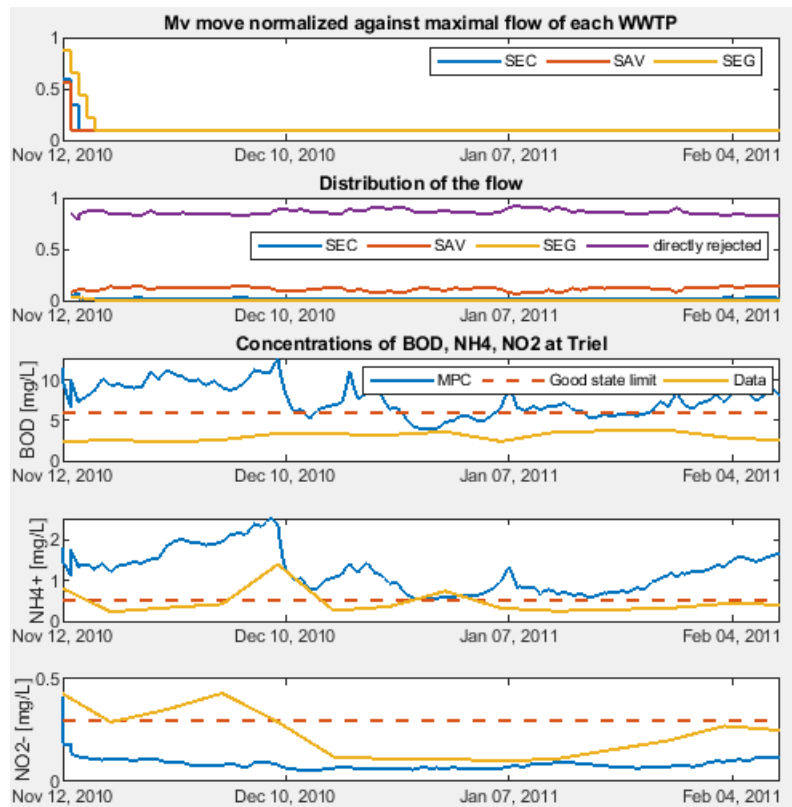 Mv move normalized against maximal flow of each WWTP
1
SEC SAV SEG
0.5
0
Nov 12, 2010 Dec 10, 2010 Jan 07, 2011 Feb 04, 2011
Distribution of the flow
1
0.5
SEC SAV SEG directly rejected
0
Nov 12, 2010 Dec 10, 2010 Jan 07, 2011 Feb 04, 2011
Concentrations of BOD, NH4, NO2 at Triel
BOD [mg/L]
10
MPC Good state limit Data
5
0
Nov 12, 2010 Dec 10, 2010 Jan 07, 2011 Feb 04, 2011
NH4+ [mg/L]
2
1
0
Nov 12, 2010 Dec 10, 2010 Jan 07, 2011 Feb 04, 2011
NO2- [mg/L]
0.5
0
Nov 12, 2010 Dec 10, 2010 Jan 07, 2011 Feb 04, 2011